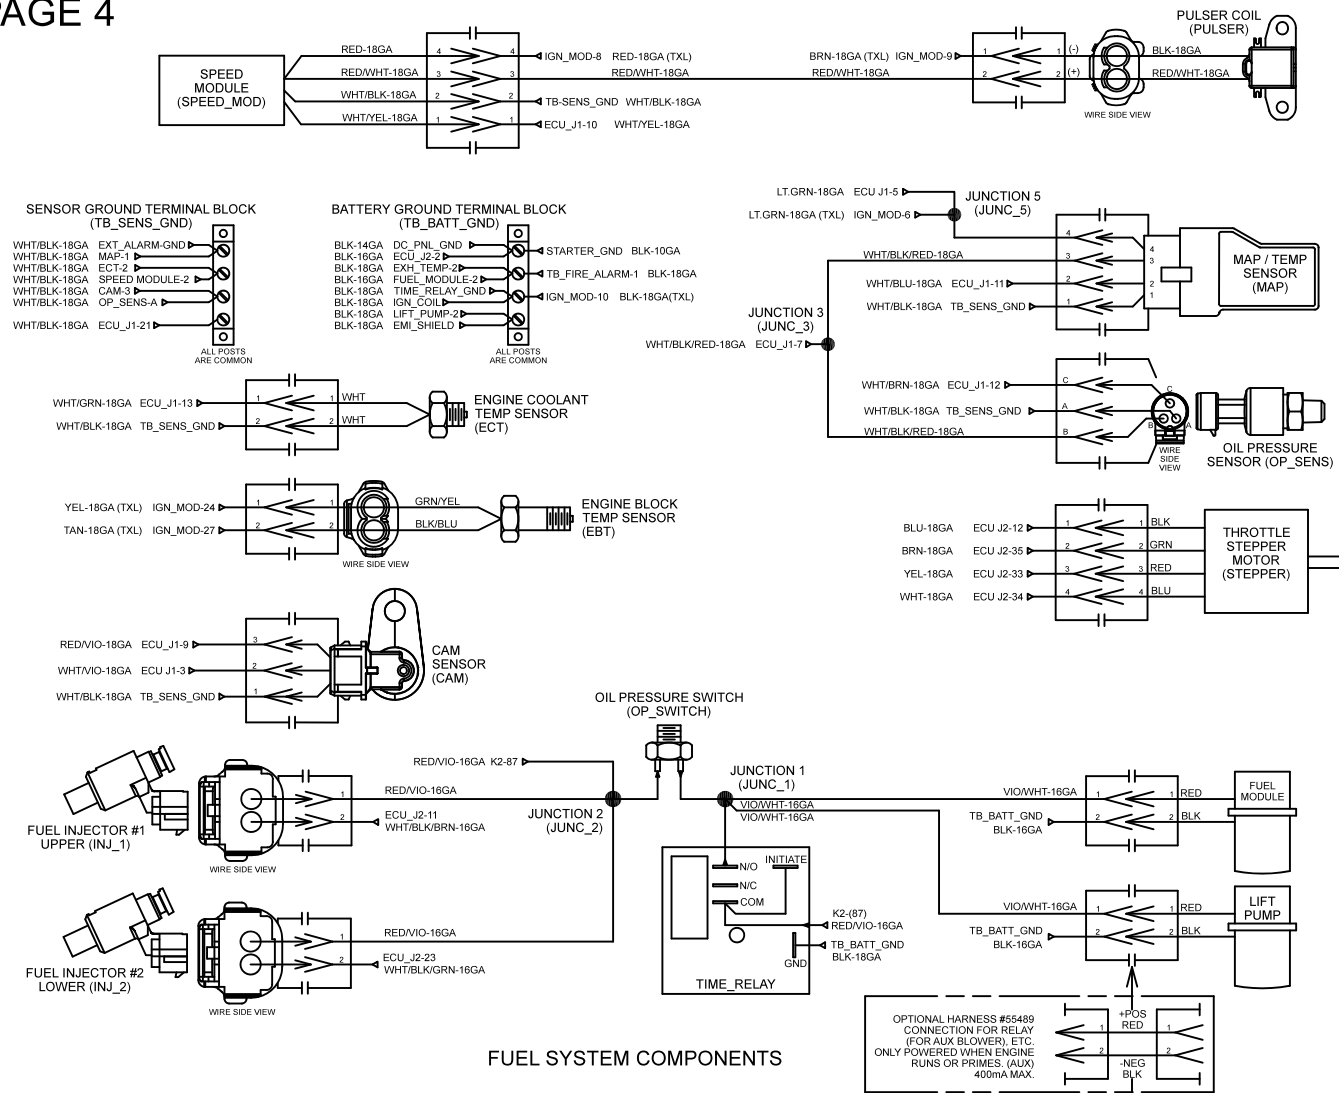 PAGE 4
SPEED
MODULE
(SPEED_MOD)
RED-18GA
RED/WHT-18GA
WHT/BLK-18GA
WHT/YEL-18GA
4
3
2
1
4
3
2
1
IGN_MOD-8 RED-18GA (TXL)
RED/WHT-18GA
TB-SENS_GND WHT/BLK-18GA
ECU_J1-10 WHT/YEL-18GA
BRN-18GA (TXL) IGN_MOD-9
RED/WHT-18GA
1
2
1
2
(-)
(+)
BLK-18GA
RED/WHT-18GA
WIRE SIDE VIEW
PULSER COIL
(PULSER)
SENSOR GROUND TERMINAL BLOCK
(TB_SENS_GND)
WHT/BLK-18GA EXT_ALARM-GND
WHT/BLK-18GA MAP-1
WHT/BLK-18GA ECT-2
WHT/BLK-18GA SPEED MODULE-2
WHT/BLK-18GA CAM-3
WHT/BLK-18GA OP_SENS-A
WHT/BLK-18GA ECU_J1-21
ALL POSTS
ARE COMMON
BATTERY GROUND TERMINAL BLOCK
(TB_BATT_GND)
BLK-14GA DC_PNL_GND
BLK-16GA ECU_J2-2
BLK-18GA EXH_TEMP-2
BLK-16GA FUEL_MODULE-2
BLK-18GA TIME_RELAY_GND
BLK-18GA IGN_COIL
BLK-18GA LIFT_PUMP-2
BLK-18GA EMI_SHIELD
STARTER_GND BLK-10GA
TB_FIRE_ALARM-1 BLK-18GA
IGN_MOD-10 BLK-18GA(TXL)
ALL POSTS
ARE COMMON
LT.GRN-18GA ECU J1-5
LT.GRN-18GA (TXL) IGN_MOD-6
JUNCTION 5
(JUNC_5)
WHT/BLK/RED-18GA
WHT/BLU-18GA ECU_J1-11
WHT/BLK-18GA TB_SENS_GND
4
3
2
1
4
3
2
1
MAP / TEMP
SENSOR
(MAP)
JUNCTION 3
(JUNC_3)
WHT/BLK/RED-18GA ECU_J1-7
WHT/BRN-18GA ECU_J1-12
WHT/BLK-18GA TB_SENS_GND
WHT/BLK/RED-18GA
C
A
B
C
B
A
WIRE
SIDE
VIEW
OIL PRESSURE
SENSOR (OP_SENS)
WHT/GRN-18GA ECU_J1-13
WHT/BLK-18GA TB_SENS_GND
1
2
1
2
WHT
WHT
ENGINE COOLANT
TEMP SENSOR
(ECT)
YEL-18GA (TXL) IGN_MOD-24
TAN-18GA (TXL) IGN_MOD-27
1
2
1
2
GRN/YEL
BLK/BLU
WIRE SIDE VIEW
ENGINE BLOCK
TEMP SENSOR
(EBT)
BLU-18GA ECU J2-12
BRN-18GA ECU J2-35
YEL-18GA ECU J2-33
WHT-18GA ECU J2-34
1
2
3
4
1
2
3
4
BLK
GRN
RED
BLU
THROTTLE
STEPPER
MOTOR
(STEPPER)
RED/VIO-18GA ECU_J1-9
WHT/VIO-18GA ECU J1-3
WHT/BLK-18GA TB_SENS_GND
3
2
1
CAM
SENSOR
(CAM)
OIL PRESSURE SWITCH
(OP_SWITCH)
FUEL INJECTOR #1
UPPER (INJ_1)
WIRE SIDE VIEW
1
2
RED/VIO-16GA K2-87
RED/VIO-16GA
ECU_J2-11
WHT/BLK/BRN-16GA
JUNCTION 2
(JUNC_2)
JUNCTION 1
(JUNC_1)
VIO/WHT-16GA
VIO/WHT-16GA
VIO/WHT-16GA
TB_BATT_GND
BK-16GA
1
2
1
2
RED
BLK
FUEL
MODULE
FUEL INJECTOR #2
LOWER (INJ_2)
WIRE SIDE VIEW
1
2
RED/VIO-16GA
ECU_J2-23
WHT/BLK/GRN-16GA
N/O
N/C
COM
INITIATE
GND
TIME_RELAY
K2-(87)
RED/VIO-16GA
TB_BATT_GND
BLK-18GA
VIO/WHT-16GA
TB_BATT_GND
BLK-16GA
1
2
1
2
RED
BLK
LIFT
PUMP
OPTIONAL HARNESS #55489
CONNECTION FOR RELAY
(FOR AUX BLOWER), ETC.
ONLY POWERED WHEN ENGINE
RUNS OR PRIMES. (AUX)
400mA MAX.
1
2
+POS
RED
-NEG
BLK
1
2
FUEL SYSTEM COMPONENTS